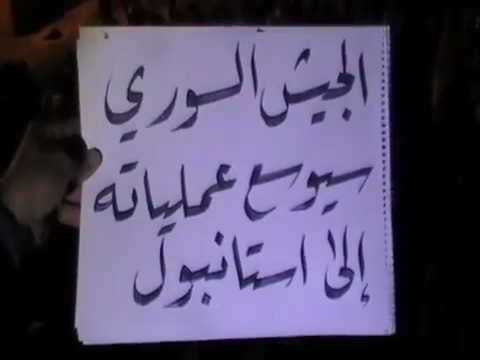 الجيش السوري
سيوسع عملياته
إلى استانبول